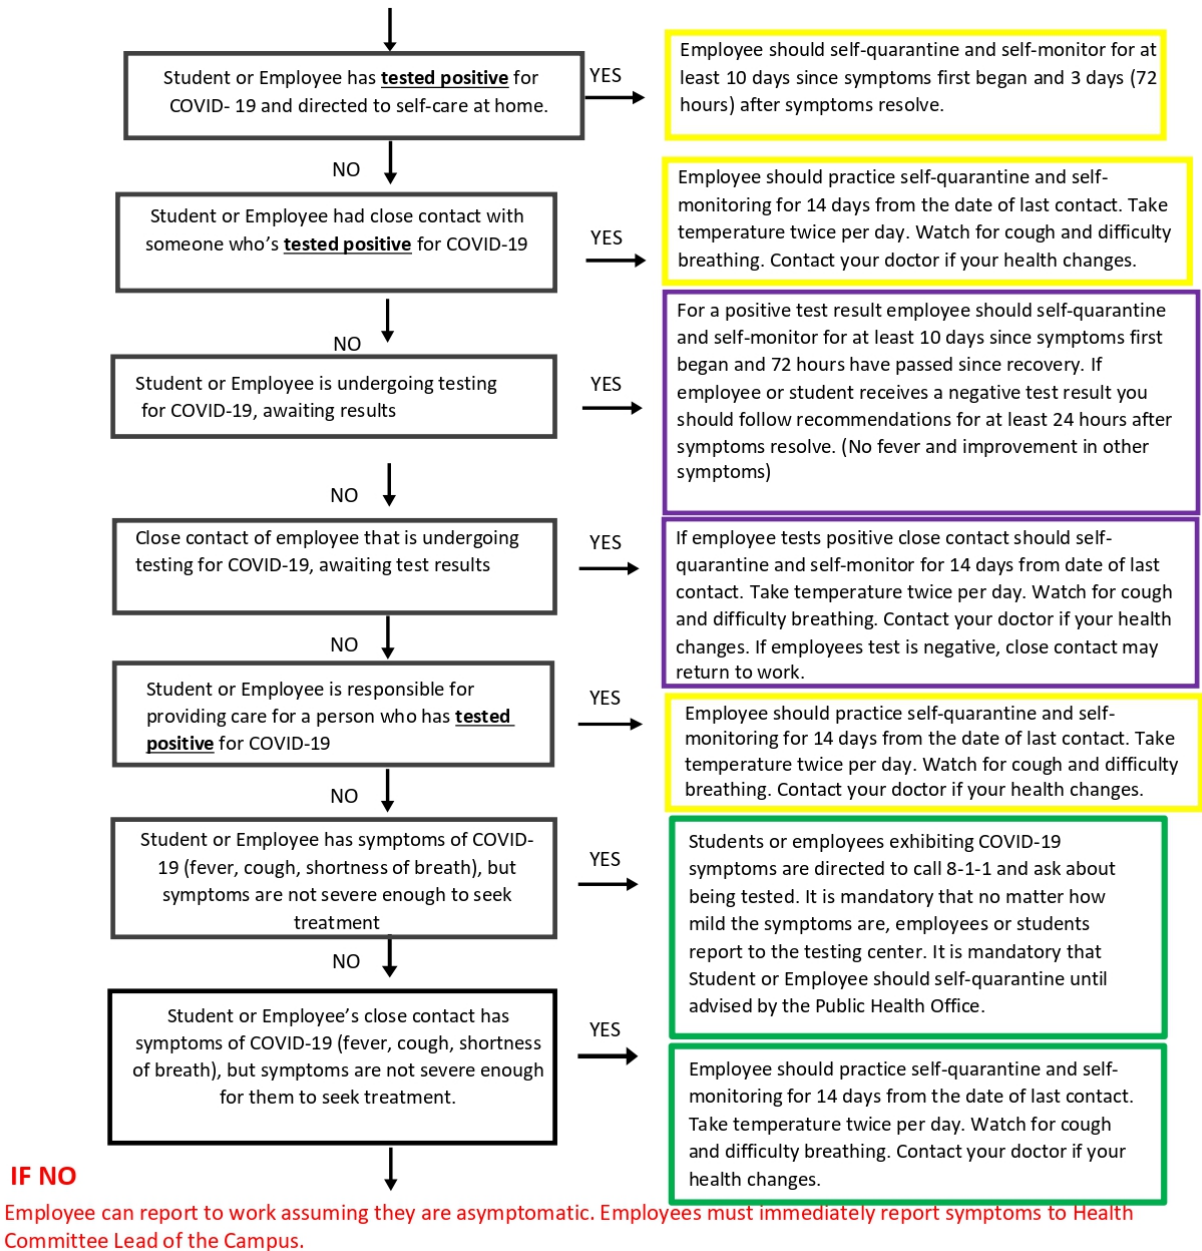 Student or Employee has tested positive for
COVID- 19 and directed to self-care at home.
YES
Employee should self-quarantine and self-monitor for at
least 10 days since symptoms first began and 3 days (72
hours) after symptoms resolve.
NO
Student or Employee had close contact with
someone who's tested positive for COVID-19
YES
Employee should practice self-quarantine and self-
monitoring for 14 days from the date of last contact. Take
temperature twice per day. Watch for cough and difficulty
breathing. Contact your doctor if your health changes.
NO
Student or Employee is undergoing testing
for COVID-19, awaiting results
YES
For a positive test result employee should self-quarantine
and self-monitor for at least 10 days since symptoms first
began and 72 hours have passed since recovery. If
employee or student receives a negative test result you
should follow recommendations for at least 24 hours after
symptoms resolve. (No fever and improvement in other
symptoms)
NO
Close contact of employee that is undergoing
testing for COVID-19, awaiting test results
YES
If employee tests positive close contact should self-
quarantine and self-monitor for 14 days from date of last
contact. Take temperature twice per day. Watch for cough
and difficulty breathing. Contact your doctor if your health
changes. If employees test is negative, close contact may
return to work.
NO
Student or Employee is responsible for
providing care for a person who has tested
positive for COVID-19
YES
Employee should practice self-quarantine and self-
monitoring for 14 days from the date of last contact. Take
temperature twice per day. Watch for cough and difficulty
breathing. Contact your doctor if your health changes.
NO
Student or Employee has symptoms of COVID-
19 (fever, cough, shortness of breath), but
symptoms are not severe enough to seek
treatment
YES
Students or employees exhibiting COVID-19
symptoms are directed to call 8-1-1 and ask about
being tested. It is mandatory that no matter how
mild the symptoms are, employees or students
report to the testing center. It is mandatory that
Student or Employee should self-quarantine until
advised by the Public Health Office.
NO
Student or Employee's close contact has
symptoms of COVID-19 (fever, cough, shortness
of breath), but symptoms are not severe enough
for them to seek treatment.
YES
Employee should practice self-quarantine and self-
monitoring for 14 days from the date of last contact.
Take temperature twice per day. Watch for cough
and difficulty breathing. Contact your doctor if your
health changes.
IF NO
Employee can report to work assuming they are asymptomatic. Employees must immediately report symptoms to Health
Committee Lead of the Campus.